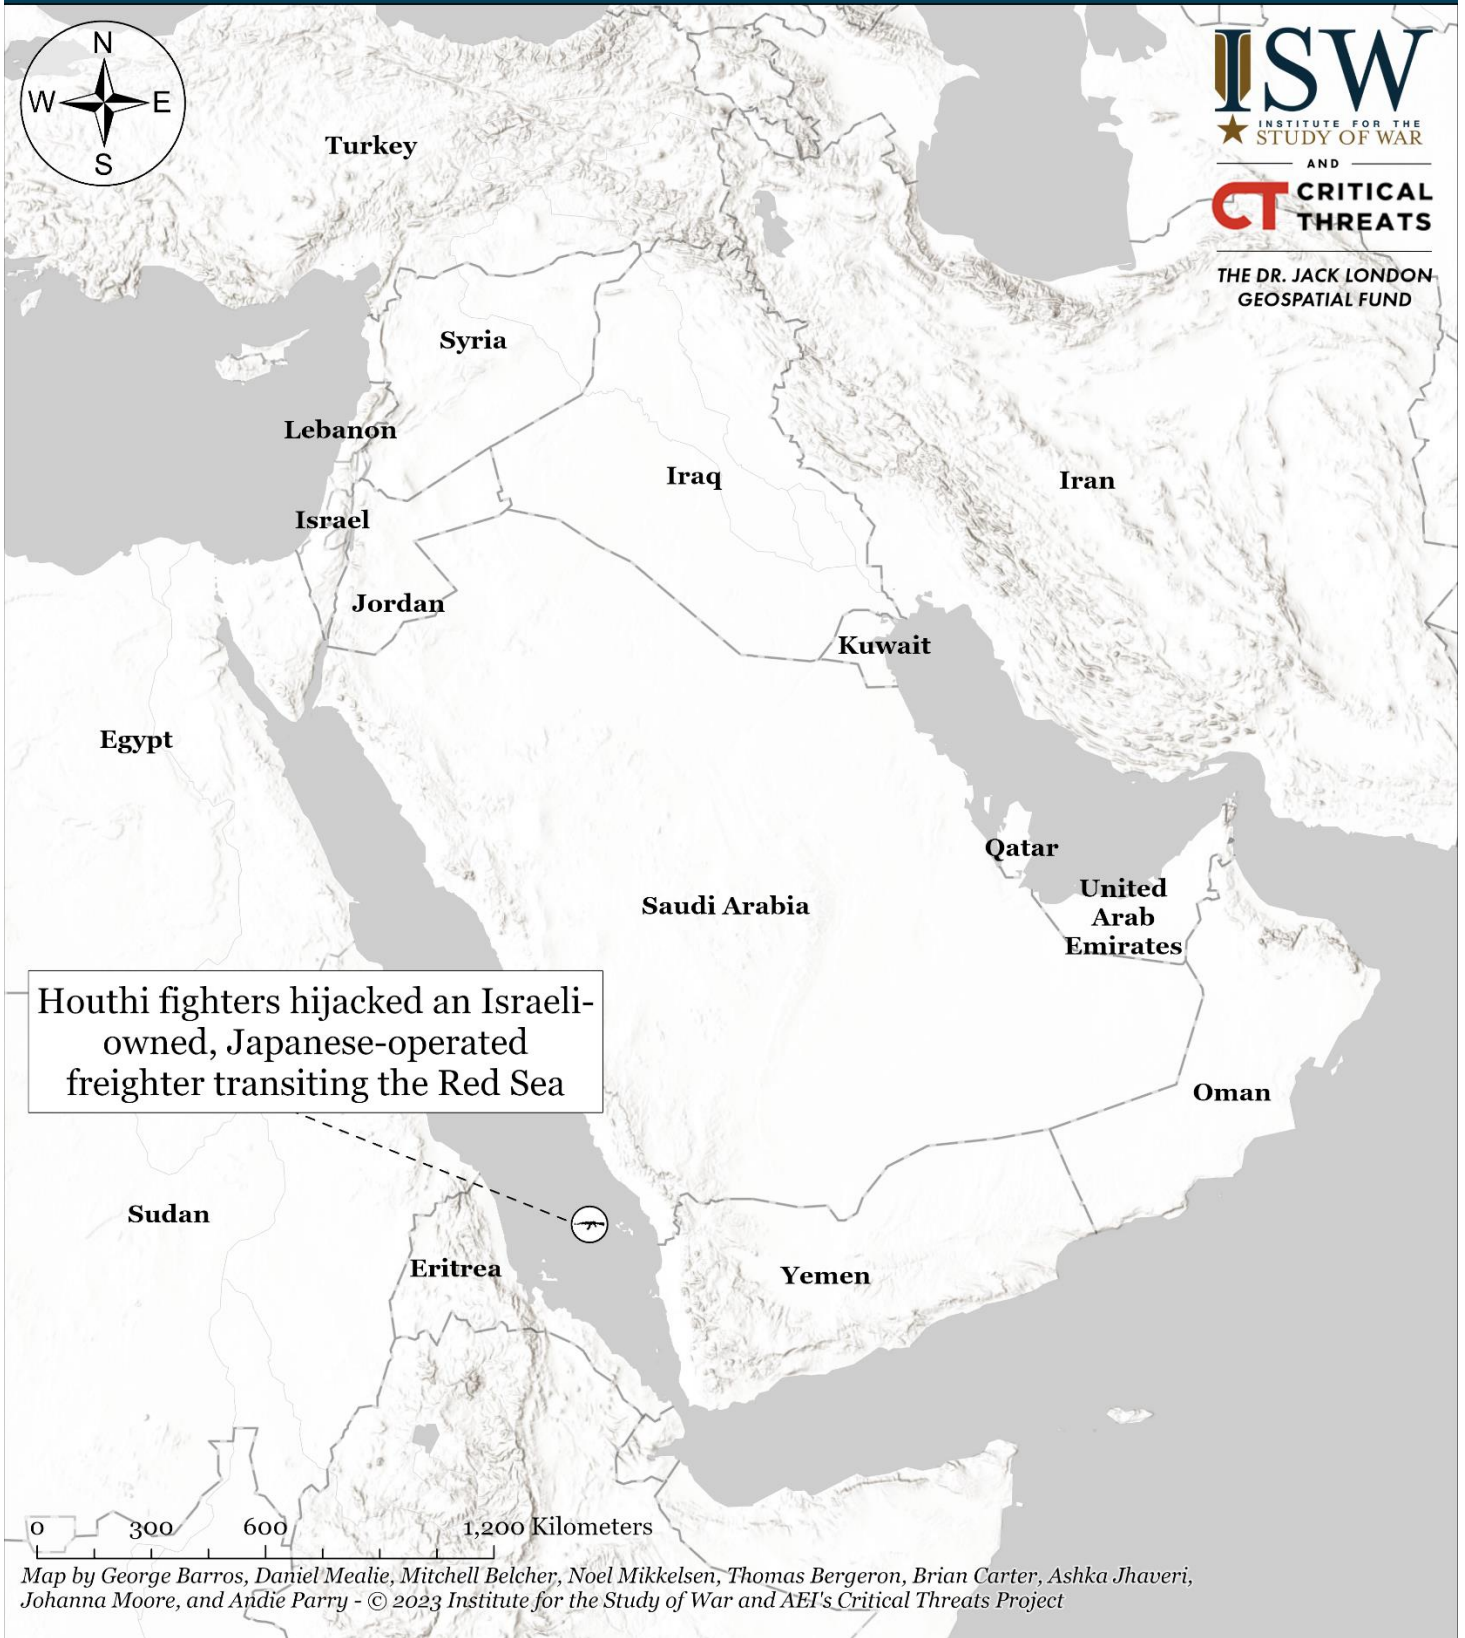 N
W E
S
ISW
INSTITUTE FOR THE
STUDY OF WAR
AND
CT CRITICAL
THREATS
THE DR. JACK LONDON
GEOSPATIAL FUND
Turkey
Syria
Lebanon
Iraq
Iran
Israel
Jordan
Kuwait
Egypt
Qatar
United
Arab
Emirates
Saudi Arabia
Houthi fighters hijacked an Israeli-
owned, Japanese-operated
freighter transiting the Red Sea
Oman
Sudan
Eritrea
Yemen
0 300 600 1,200 Kilometers
Map by George Barros, Daniel Mealie, Mitchell Belcher, Noel Mikkelsen, Thomas Bergeron, Brian Carter, Ashka Jhaveri,
Johanna Moore, and Andie Parry - © 2023 Institute for the Study of War and AEI's Critical Threats Project